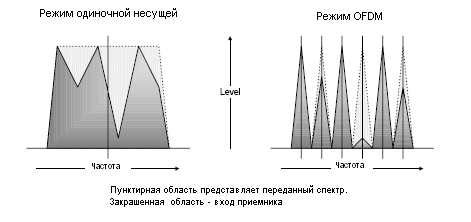 Режим одиночной несущей
Режим OFDM
Level
Частота
Частота
Пунктирная область представляет переданный спектр.
Закрашенная область - вход приемника